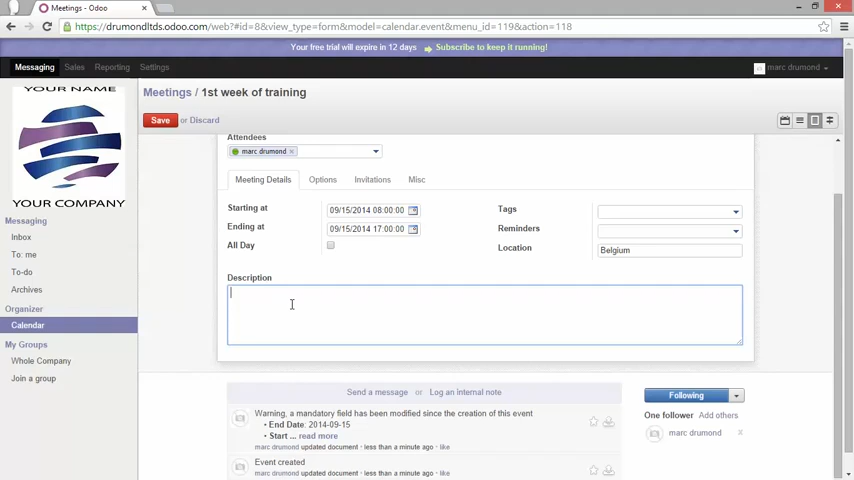 Meetings - Odoo
https://drumondltds.odoo.com/web?#id=8&view_type=form&model=calendar.event&menu_id=119&action=118
Your free trial will expire in 12 days Subscribe to keep it running!
Messaging Sales Reporting Settings marc drumond
YOUR NAME
YOUR COMPANY
Messaging
Inbox
To: me
To-do
Archives
Organizer
Calendar
My Groups
Whole Company
Join a group
Meetings / 1st week of training
Save or Discard
Attendees
marc drumond x
Meeting Details Options Invitations Misc
Starting at 09/15/2014 08:00:00
Ending at 09/15/2014 17:00:00
All Day
Tags
Reminders
Location Belgium
Description
Send a message or Log an internal note
Warning, a mandatory field has been modified since the creation of this event
• End Date: 2014-09-15
• Start ... read more
marc drumond updated document • less than a minute ago • like
Event created
marc drumond updated document • less than a minute ago • like
Following
One follower Add others
marc drumond x